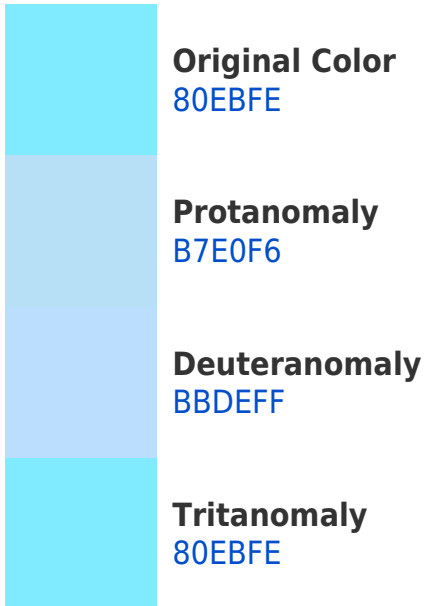 Original Color
80EBFE
Protanomaly
B7E0F6
Deuteranomaly
BBDEFF
Tritanomaly
80EBFE